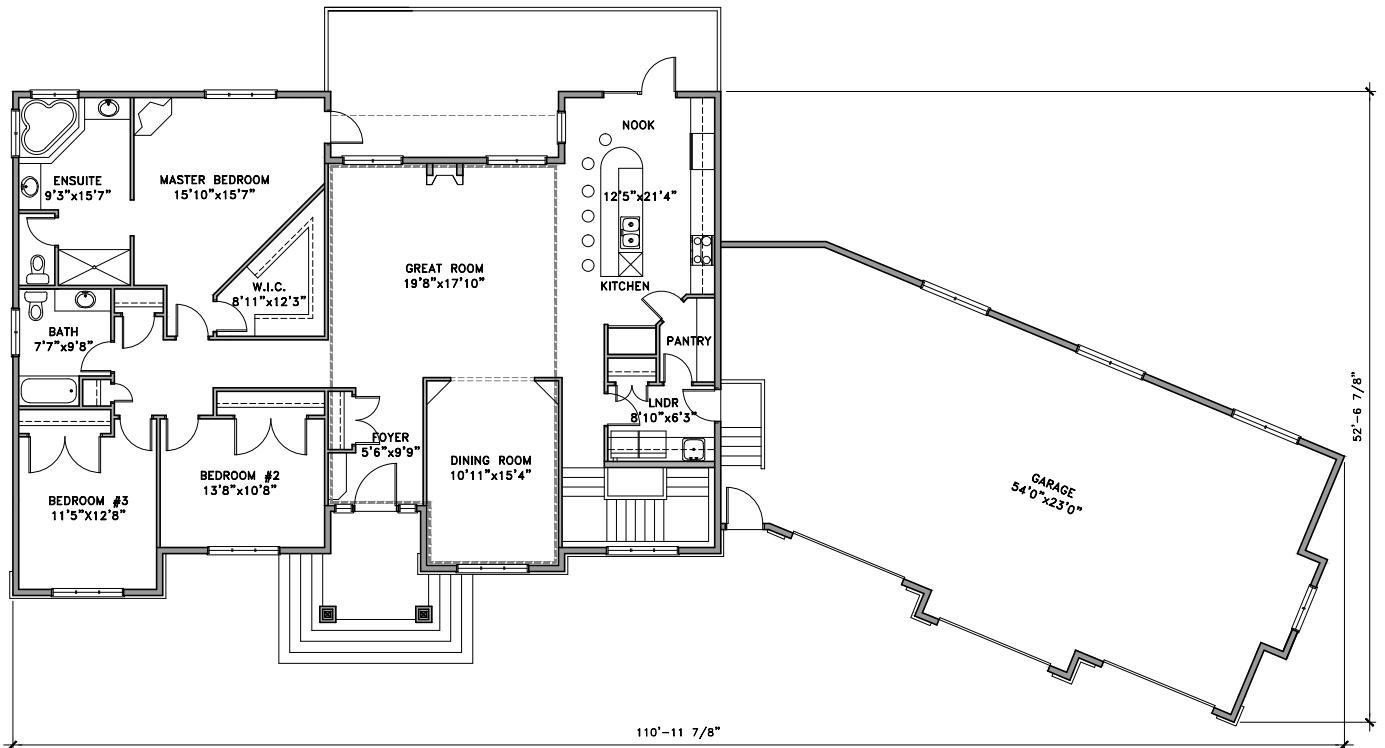 NOOK
ENSUITE
9'3"x15'7"
MASTER BEDROOM
15'10"x15'7"
12'5"x21'4"
GREAT ROOM
19'8"x17'10"
W.I.C.
8'11"x12'3"
KITCHEN
BATH
7'7"x9'8"
PANTRY
LNDR
8'10"x6'3"
FOYER
5'6"x9'9"
DINING ROOM
10'11"x15'4"
BEDROOM #2
13'8"x10'8"
BEDROOM #3
11'5"X12'8"
GARAGE
54'0"x23'0"
52'-6 7/8"
110'-11 7/8"